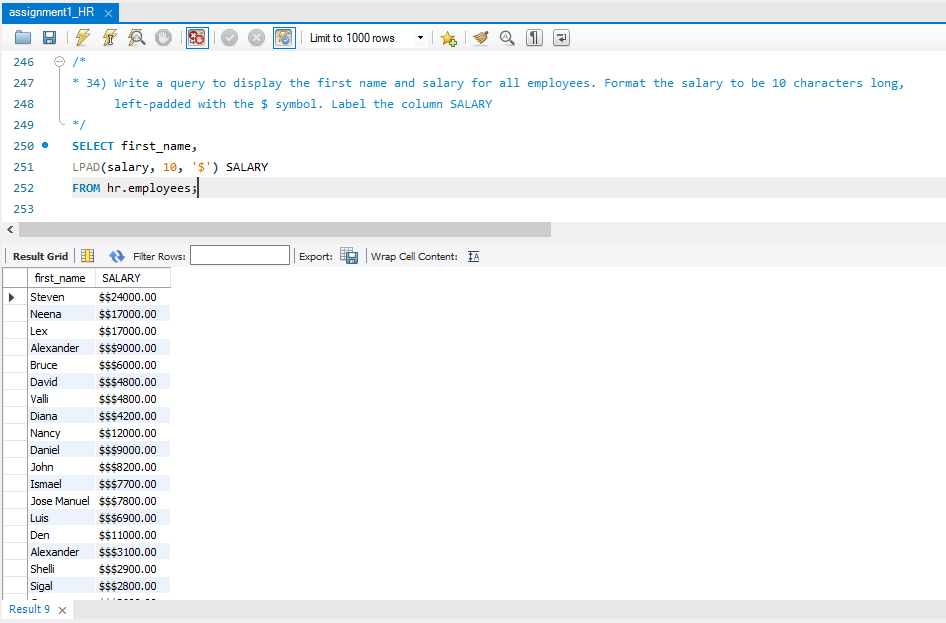 assignment1_HR
Limit to 1000 rows
246 /*
247 * 34) Write a query to display the first name and salary for all employees. Format the salary to be 10 characters long,
248 left-padded with the $ symbol. Label the column SALARY
249 */
250 SELECT first_name,
251 LPAD(salary, 10, '$') SALARY
252 FROM hr.employees;
253
Result Grid Filter Rows: Export: Wrap Cell Content:
first_name SALARY
Steven $$24000.00
Neena $$17000.00
Lex $$17000.00
Alexander $$$9000.00
Bruce $$$6000.00
David $$$4800.00
Valli $$$4800.00
Diana $$$4200.00
Nancy $$12000.00
Daniel $$$9000.00
John $$$8200.00
Ismael $$$7700.00
Jose Manuel $$$7800.00
Luis $$$6900.00
Den $$11000.00
Alexander $$$3100.00
Shelli $$$2900.00
Sigal $$$2800.00
Result 9